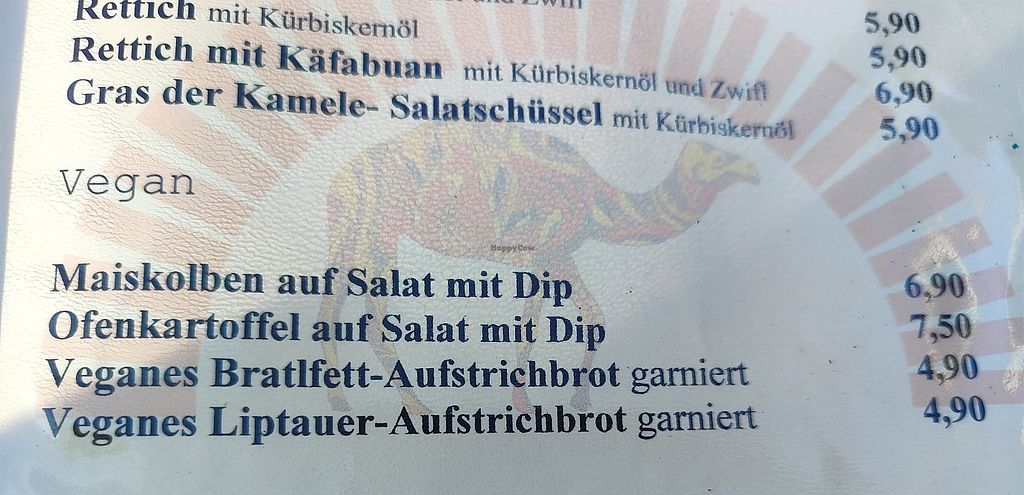 Rettich mit Kürbiskernöl 5,90
Rettich mit Käfabuan mit Kürbiskernöl und Zwifl 5,90
Gras der Kamele- Salatschüssel mit Kürbiskernöl 6,90
5,90
Vegan
HappyCow
Maiskolben auf Salat mit Dip 6,90
Ofenkartoffel auf Salat mit Dip 7,50
Veganes Bratlfett-Aufstrichbrot garniert 4,90
Veganes Liptauer-Aufstrichbrot garniert 4,90